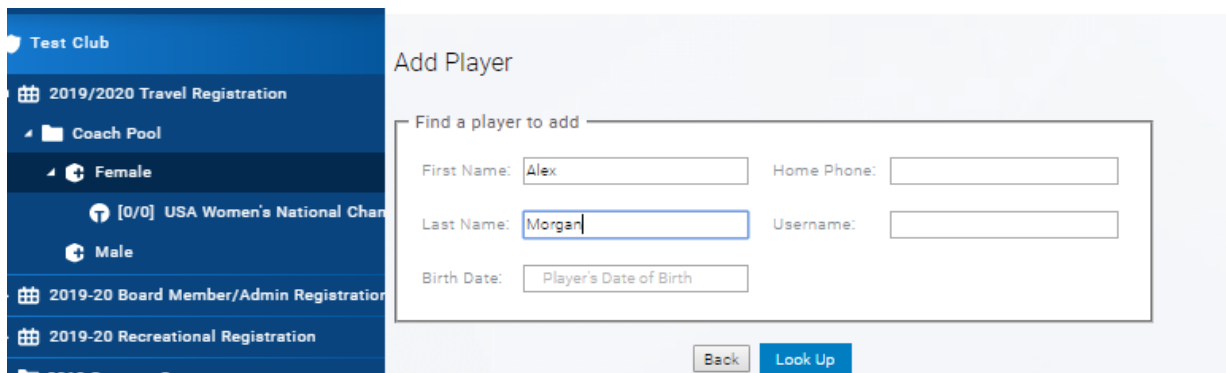 Test Club
2019/2020 Travel Registration
Coach Pool
Female
[0/0] USA Women's National Chan
Male
2019-20 Board Member/Admin Registration
2019-20 Recreational Registration
Add Player
Find a player to add
First Name: Alex Home Phone:
Last Name: Morgan Username:
Birth Date: Player's Date of Birth
Back Look Up